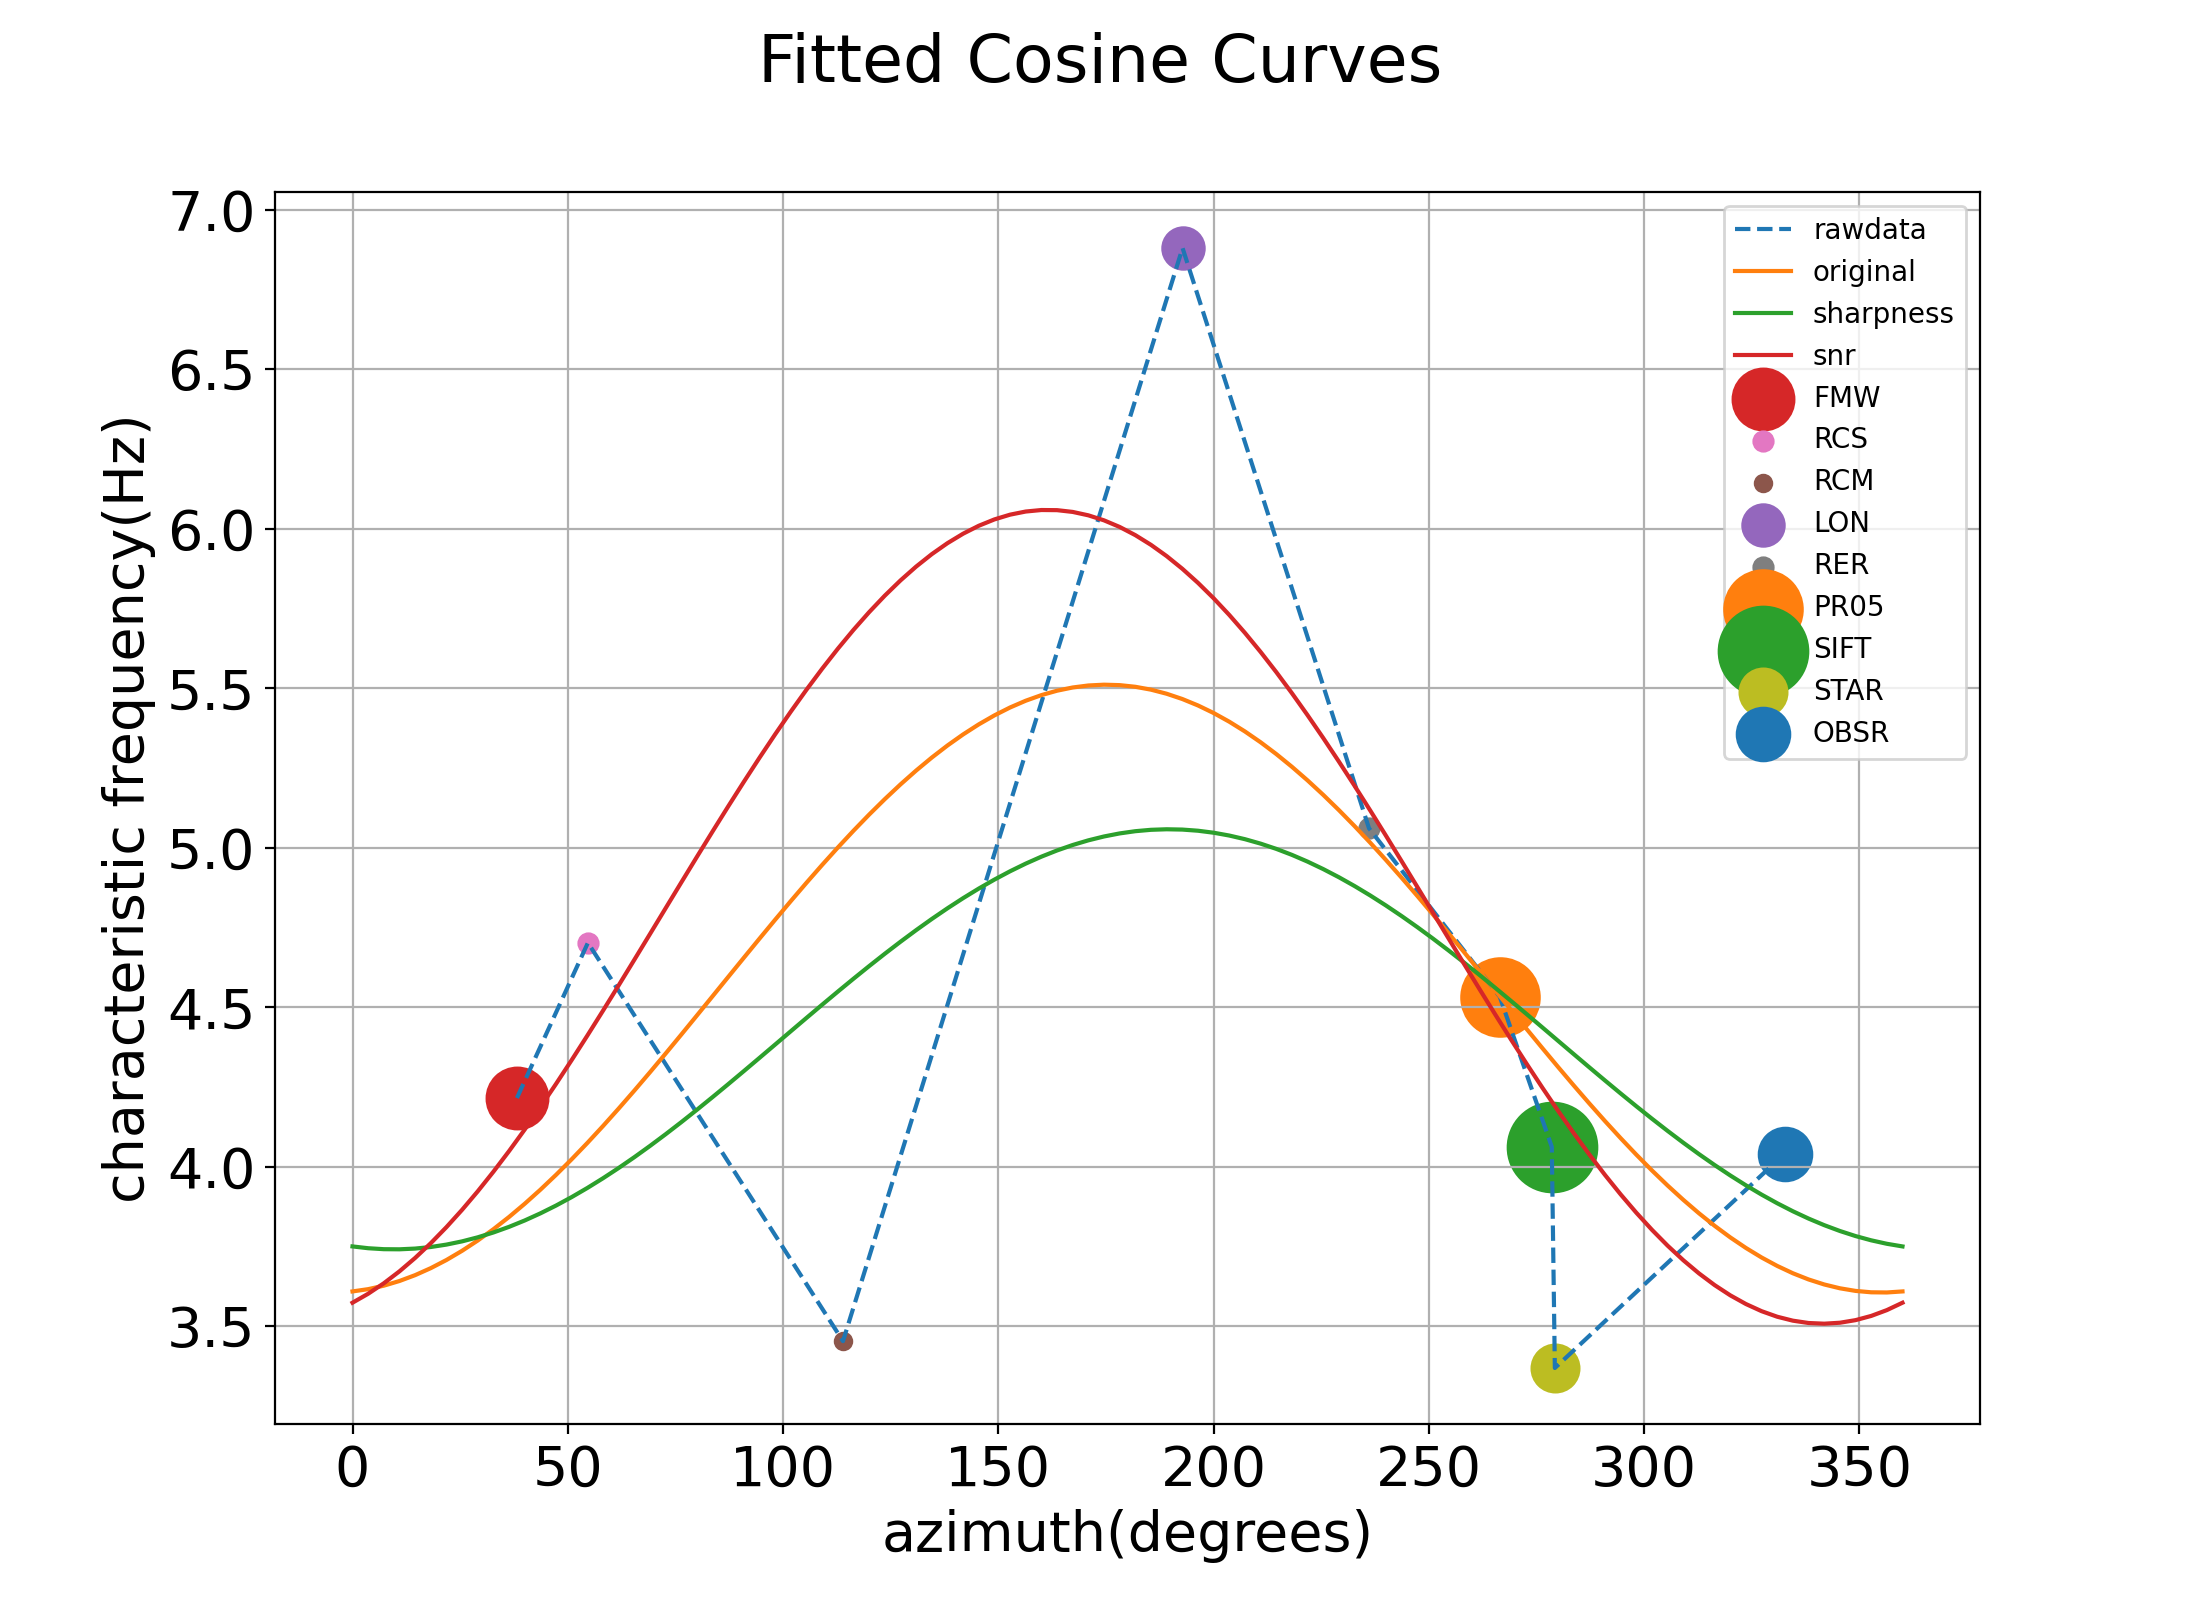 Fitted Cosine Curves
7.0
6.5
6.0
5.5
5.0
4.5
4.0
3.5
characteristic frequency(Hz)
rawdata
original
sharpness
snr
FMW
RCS
RCM
LON
RER
PR05
SIFT
STAR
OBSR
0 50 100 150 200 250 300 350
azimuth(degrees)